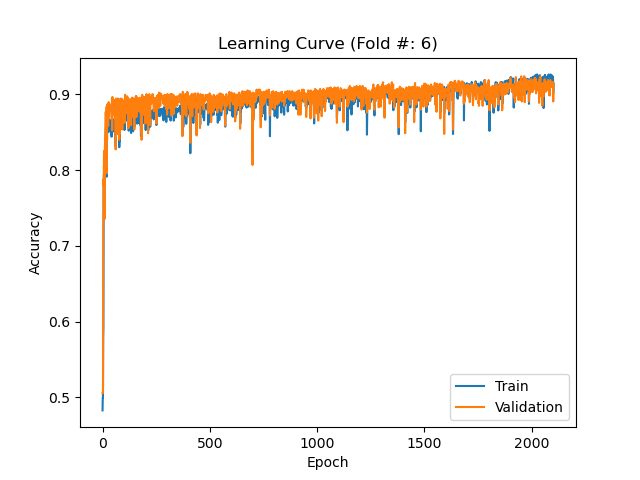 Learning Curve (Fold #: 6)
Accuracy
0.9
0.8
0.7
0.6
0.5
0
500
1000
1500
2000
Epoch
Train
Validation